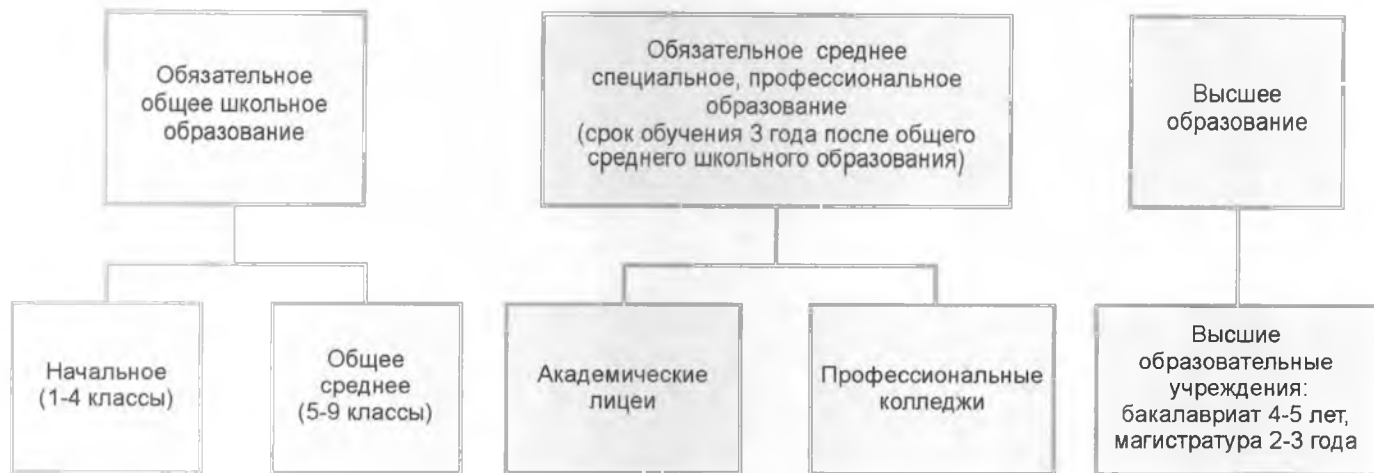 Обязательное
общее школьное
образование
Обязательное среднее
специальное, профессиональное
образование
(срок обучения 3 года после общего
среднего школьного образования)
Высшее
образование
Начальное
(1-4 классы)
Общее
среднее
(5-9 классы)
Академические
лицеи
Профессиональные
колледжи
Высшие
образовательные
учреждения:
бакалавриат 4-5 лет,
магистратура 2-3 года